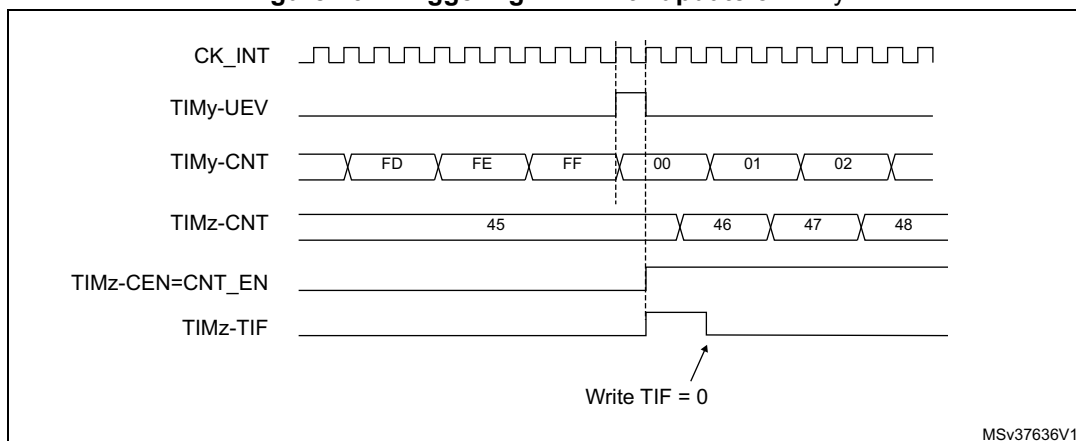 CK_INT
TIMy-UEV
TIMy-CNT FD FE FF 00 01 02
TIMz-CNT 45 46 47 48
TIMz-CEN=CNT_EN
TIMz-TIF
Write TIF = 0
MSv37636V1